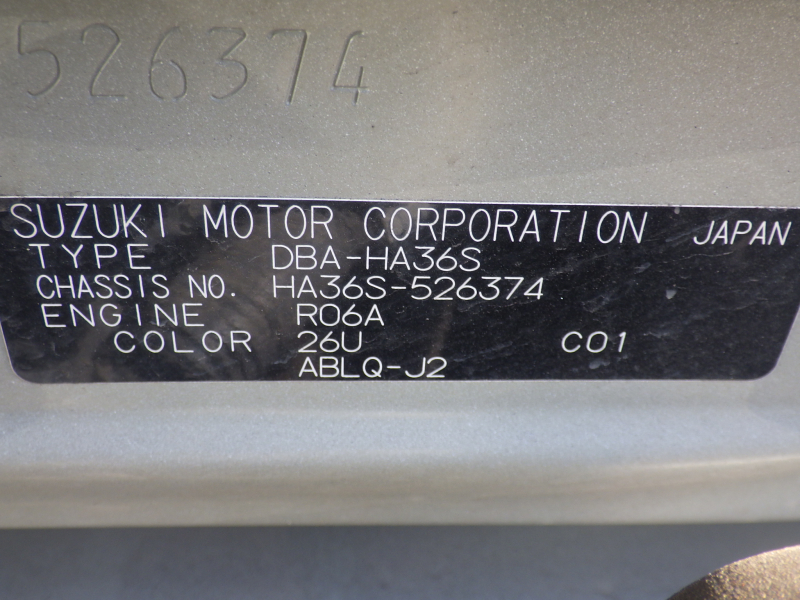 526374
SUZUKI MOTOR CORPORATION JAPAN
TYPE DBA-HA36S
CHASSIS NO. HA36S-526374
ENGINE R06A
COLOR 26U C01
ABLQ-J2